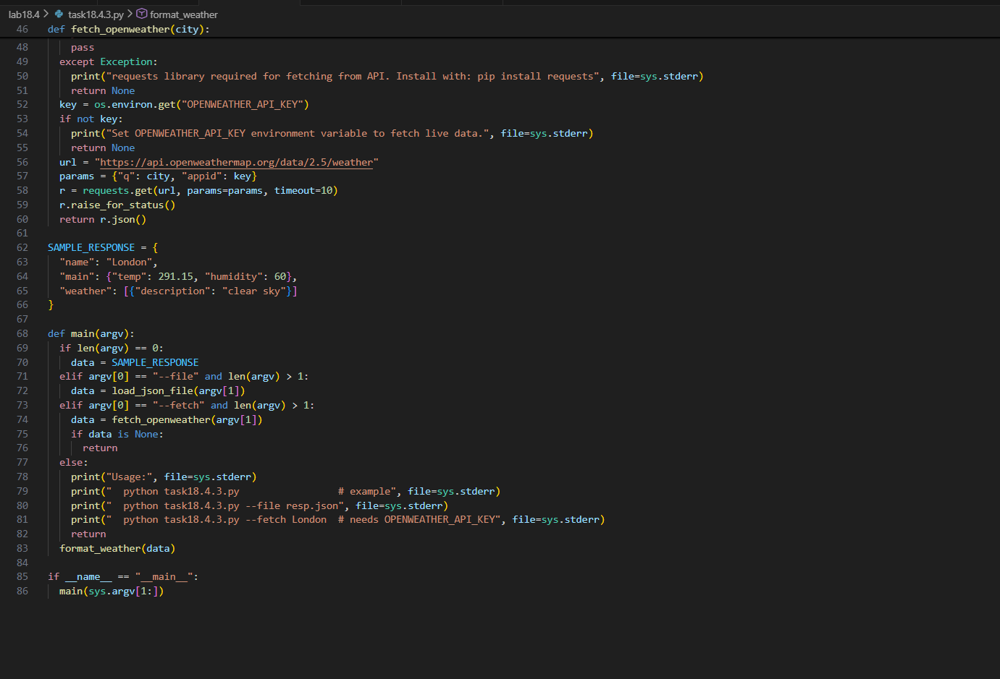 lab18.4 > task18.4.3.py > format_weather
46 def fetch_openweather(city):
48 pass
49 except Exception:
50 print("requests library required for fetching from API. Install with: pip install requests", file=sys.stderr)
51 return None
52 key = os.environ.get("OPENWEATHER_API_KEY")
53 if not key:
54 print("Set OPENWEATHER_API_KEY environment variable to fetch live data.", file=sys.stderr)
55 return None
56 url = "https://api.openweathermap.org/data/2.5/weather"
57 params = {"q": city, "appid": key}
58 r = requests.get(url, params=params, timeout=10)
59 r.raise_for_status()
60 return r.json()
61
62 SAMPLE_RESPONSE = {
63 "name": "London",
64 "main": {"temp": 291.15, "humidity": 60},
65 "weather": [{"description": "clear sky"}]
66 }
67
68 def main(argv):
69 if len(argv) == 0:
70 data = SAMPLE_RESPONSE
71 elif argv[0] == "--file" and len(argv) > 1:
72 data = load_json_file(argv[1])
73 elif argv[0] == "--fetch" and len(argv) > 1:
74 data = fetch_openweather(argv[1])
75 if data is None:
76 return
77 else:
78 print("Usage:", file=sys.stderr)
79 print("  python task18.4.3.py                 # example", file=sys.stderr)
80 print("  python task18.4.3.py --file resp.json", file=sys.stderr)
81 print("  python task18.4.3.py --fetch London  # needs OPENWEATHER_API_KEY", file=sys.stderr)
82 return
83 format_weather(data)
84
85 if __name__ == "__main__":
86 main(sys.argv[1:])